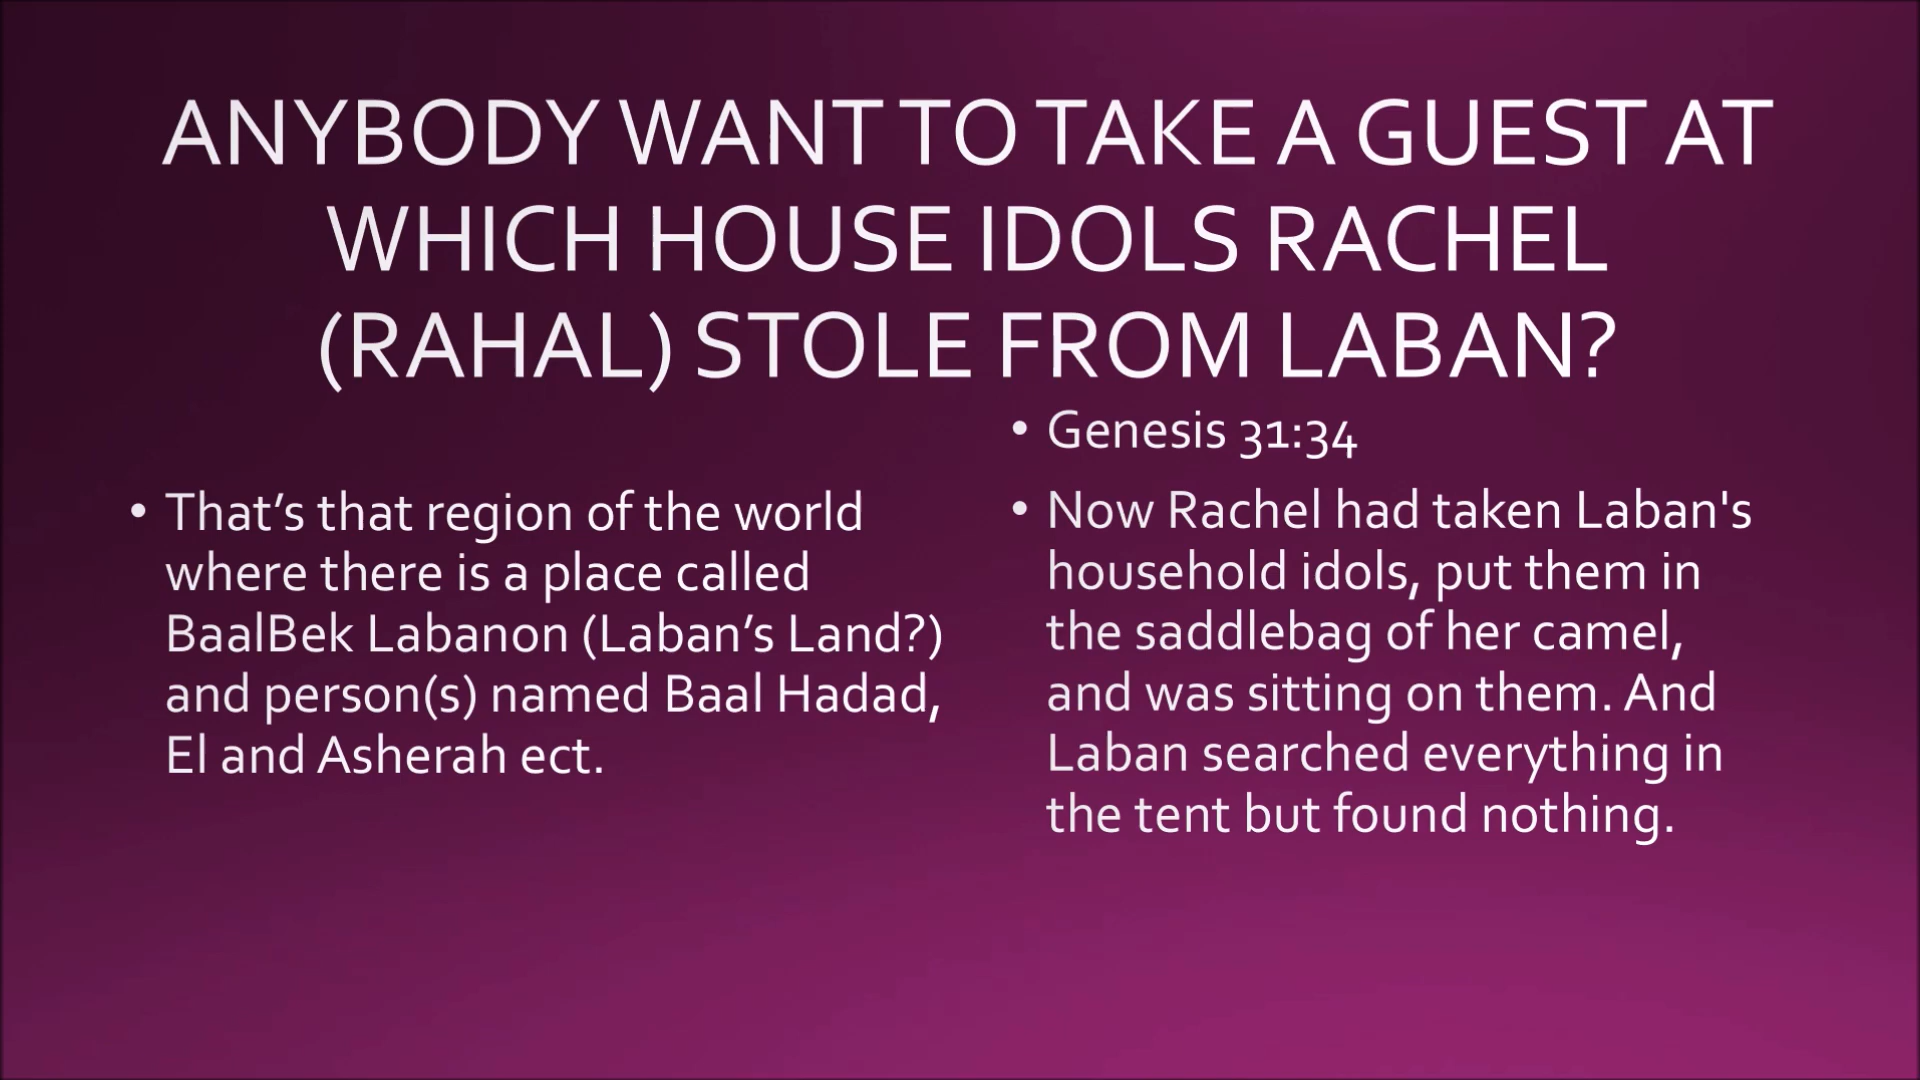 ANYBODY WANT TO TAKE A GUEST AT
WHICH HOUSE IDOLS RACHEL
(RAHAL) STOLE FROM LABAN?
• That’s that region of the world
where there is a place called
BaalBek Labanon (Laban’s Land?)
and person(s) named Baal Hadad,
El and Asherah ect.
• Genesis 31:34
• Now Rachel had taken Laban's
household idols, put them in
the saddlebag of her camel,
and was sitting on them. And
Laban searched everything in
the tent but found nothing.